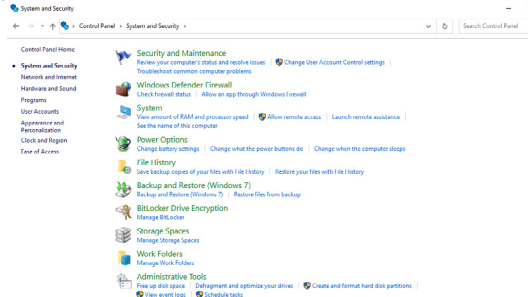 System and Security
Control Panel > System and Security >
Search Control Panel
Control Panel Home
System and Security
Network and Internet
Hardware and Sound
Programs
User Accounts
Appearance and
Personalization
Clock and Region
Ease of Access
Security and Maintenance
Review your computer's status and resolve issues | Change User Account Control settings |
Troubleshoot common computer problems
Windows Defender Firewall
Check firewall status | Allow an app through Windows Firewall
System
View amount of RAM and processor speed | Allow remote access | Launch remote assistance |
See the name of this computer
Power Options
Change battery settings | Change what the power buttons do | Change when the computer sleeps
File History
Save backup copies of your files with File History | Restore your files with File History
Backup and Restore (Windows 7)
Backup and Restore (Windows 7) | Restore files from backup
BitLocker Drive Encryption
Manage BitLocker
Storage Spaces
Manage Storage Spaces
Work Folders
Manage Work Folders
Administrative Tools
Free up disk space | Defragment and optimize your drives | Create and format hard disk partitions |
View event logs | Schedule tasks